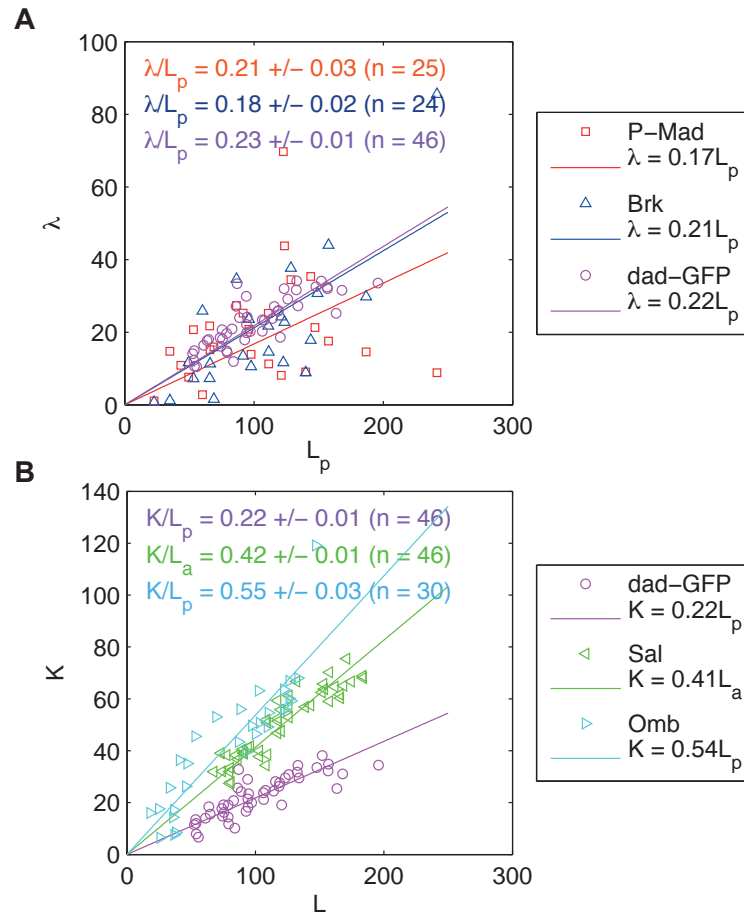 A
100
80
60
40
20
0
λ
λ/Lp = 0.21 +/− 0.03 (n = 25)
λ/Lp = 0.18 +/− 0.02 (n = 24)
λ/Lp = 0.23 +/− 0.01 (n = 46)
0 100 200 300
Lp
P−Mad
λ = 0.17Lp
Brk
λ = 0.21Lp
dad−GFP
λ = 0.22Lp
B
140
120
100
80
60
40
20
0
K
K/Lp = 0.22 +/− 0.01 (n = 46)
K/La = 0.42 +/− 0.01 (n = 46)
K/Lp = 0.55 +/− 0.03 (n = 30)
0 100 200 300
L
dad−GFP
K = 0.22Lp
Sal
K = 0.41La
Omb
K = 0.54Lp